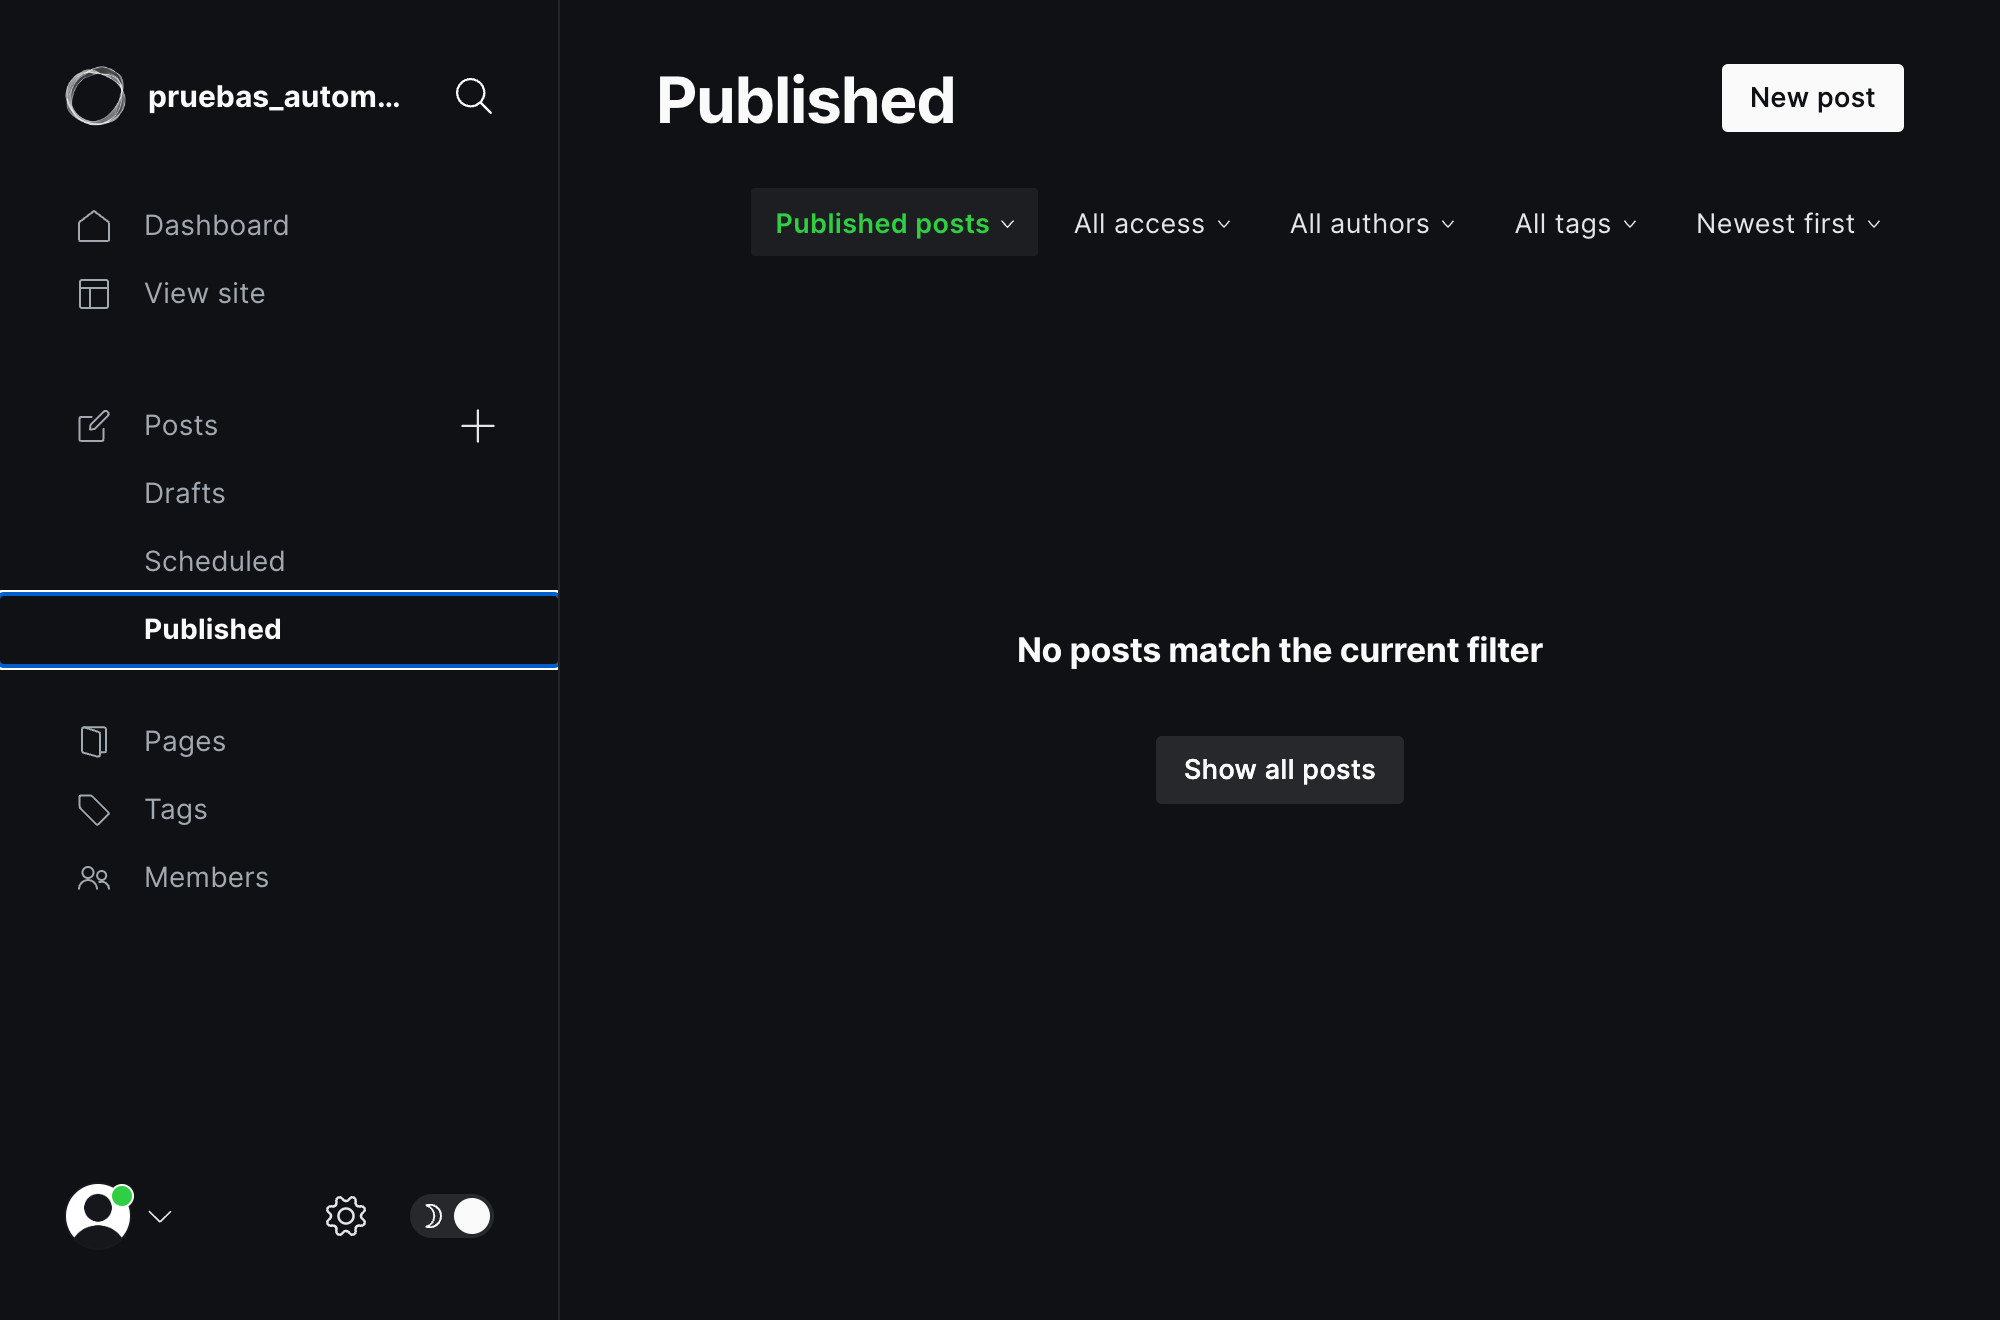 pruebas_autom...
Dashboard
View site
Posts
Drafts
Scheduled
Published
Pages
Tags
Members
Published
New post
Published posts
All access
All authors
All tags
Newest first
No posts match the current filter
Show all posts